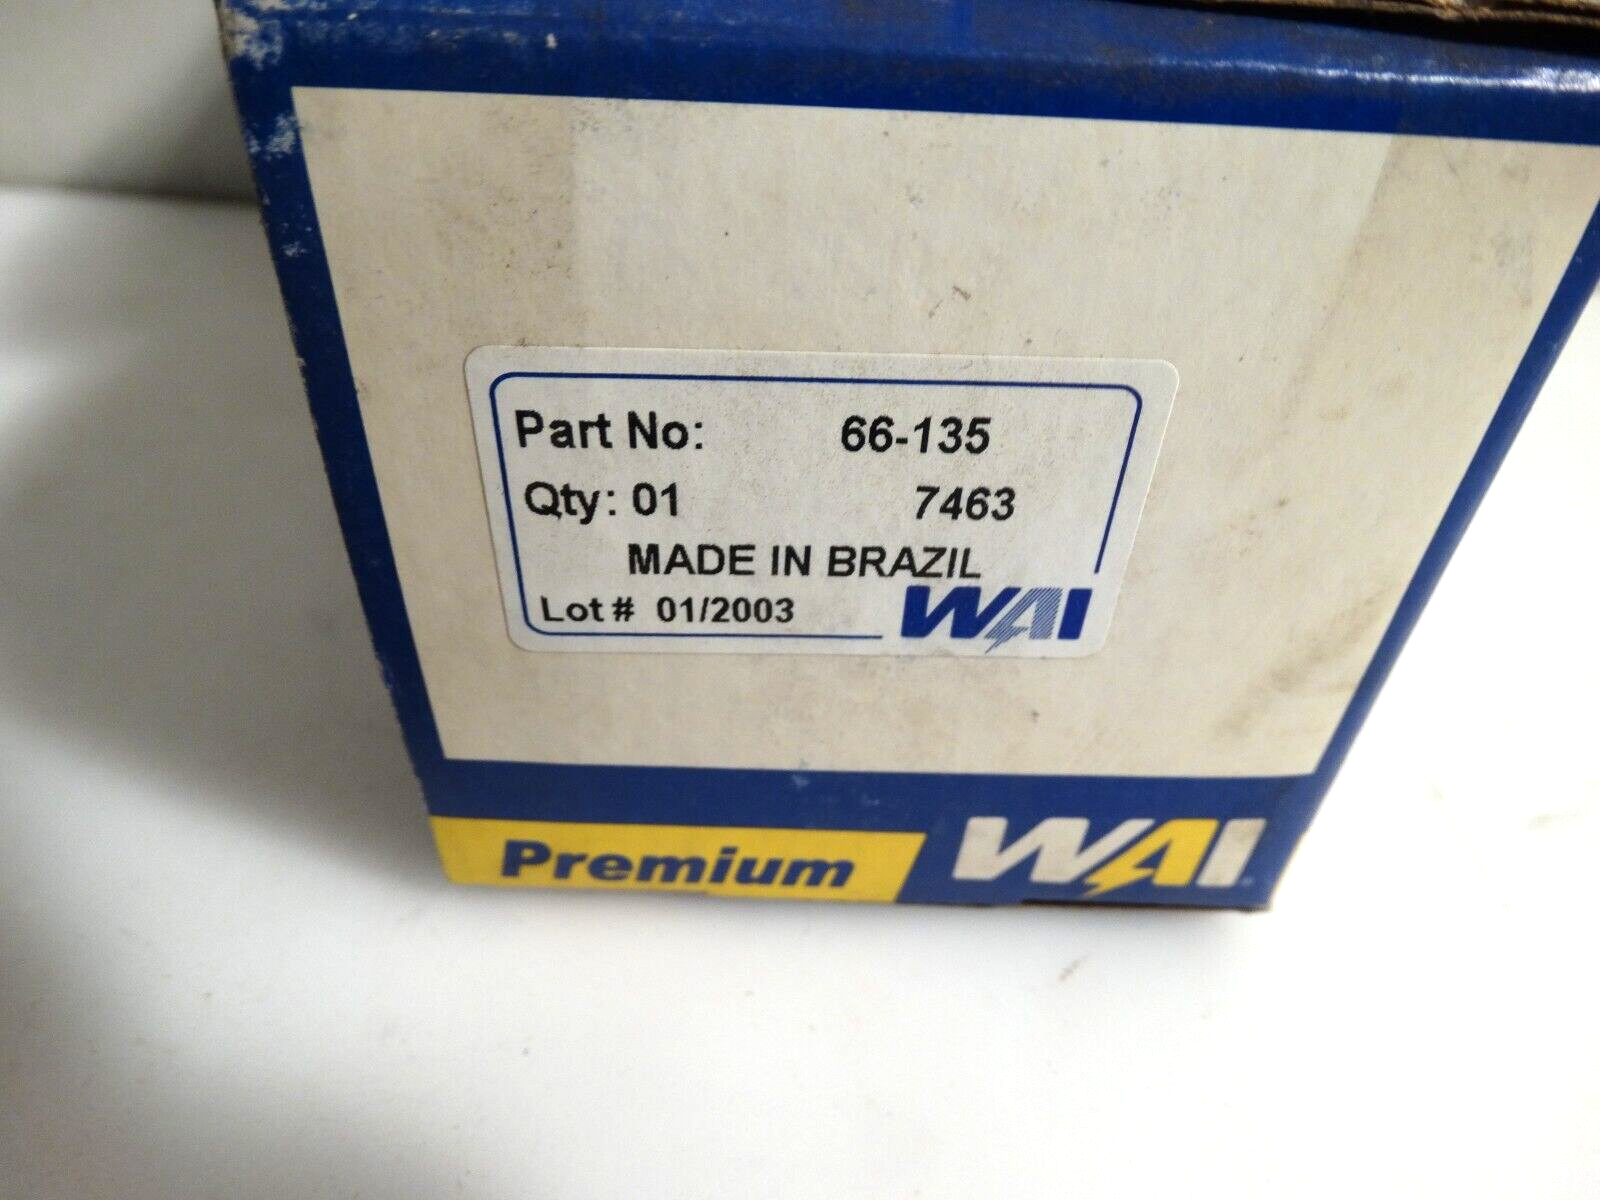 Part No: 66-135
Qty: 01 7463
MADE IN BRAZIL
Lot # 01/2003 WAI
Premium WAI